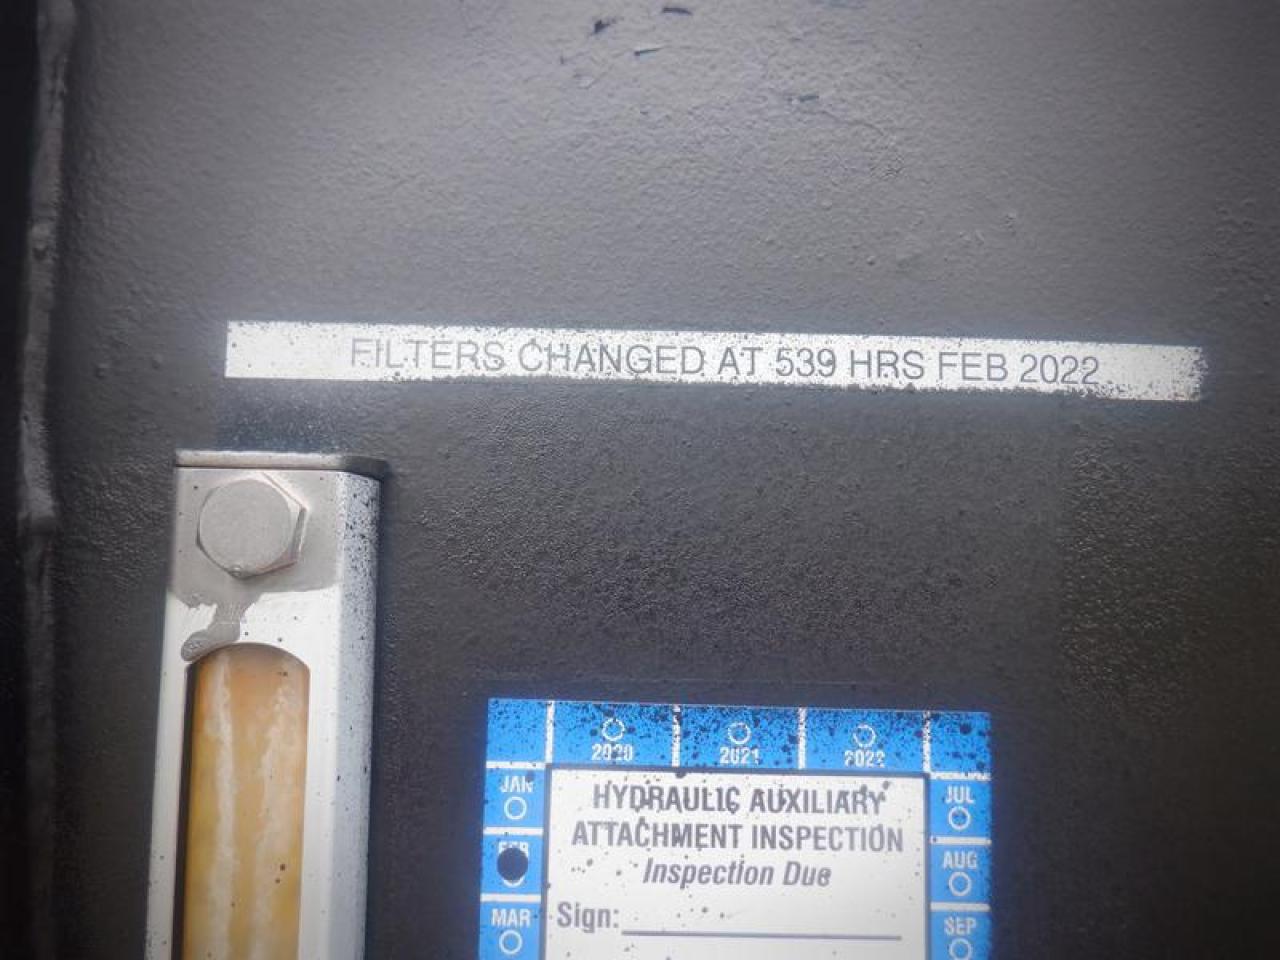 FILTERS CHANGED AT 539 HRS FEB 2022
2020 2021 2022
JAN
FEB
MAR
HYDRAULIC AUXILIARY
ATTACHMENT INSPECTION
Inspection Due
Sign:
JUL
AUG
SEP